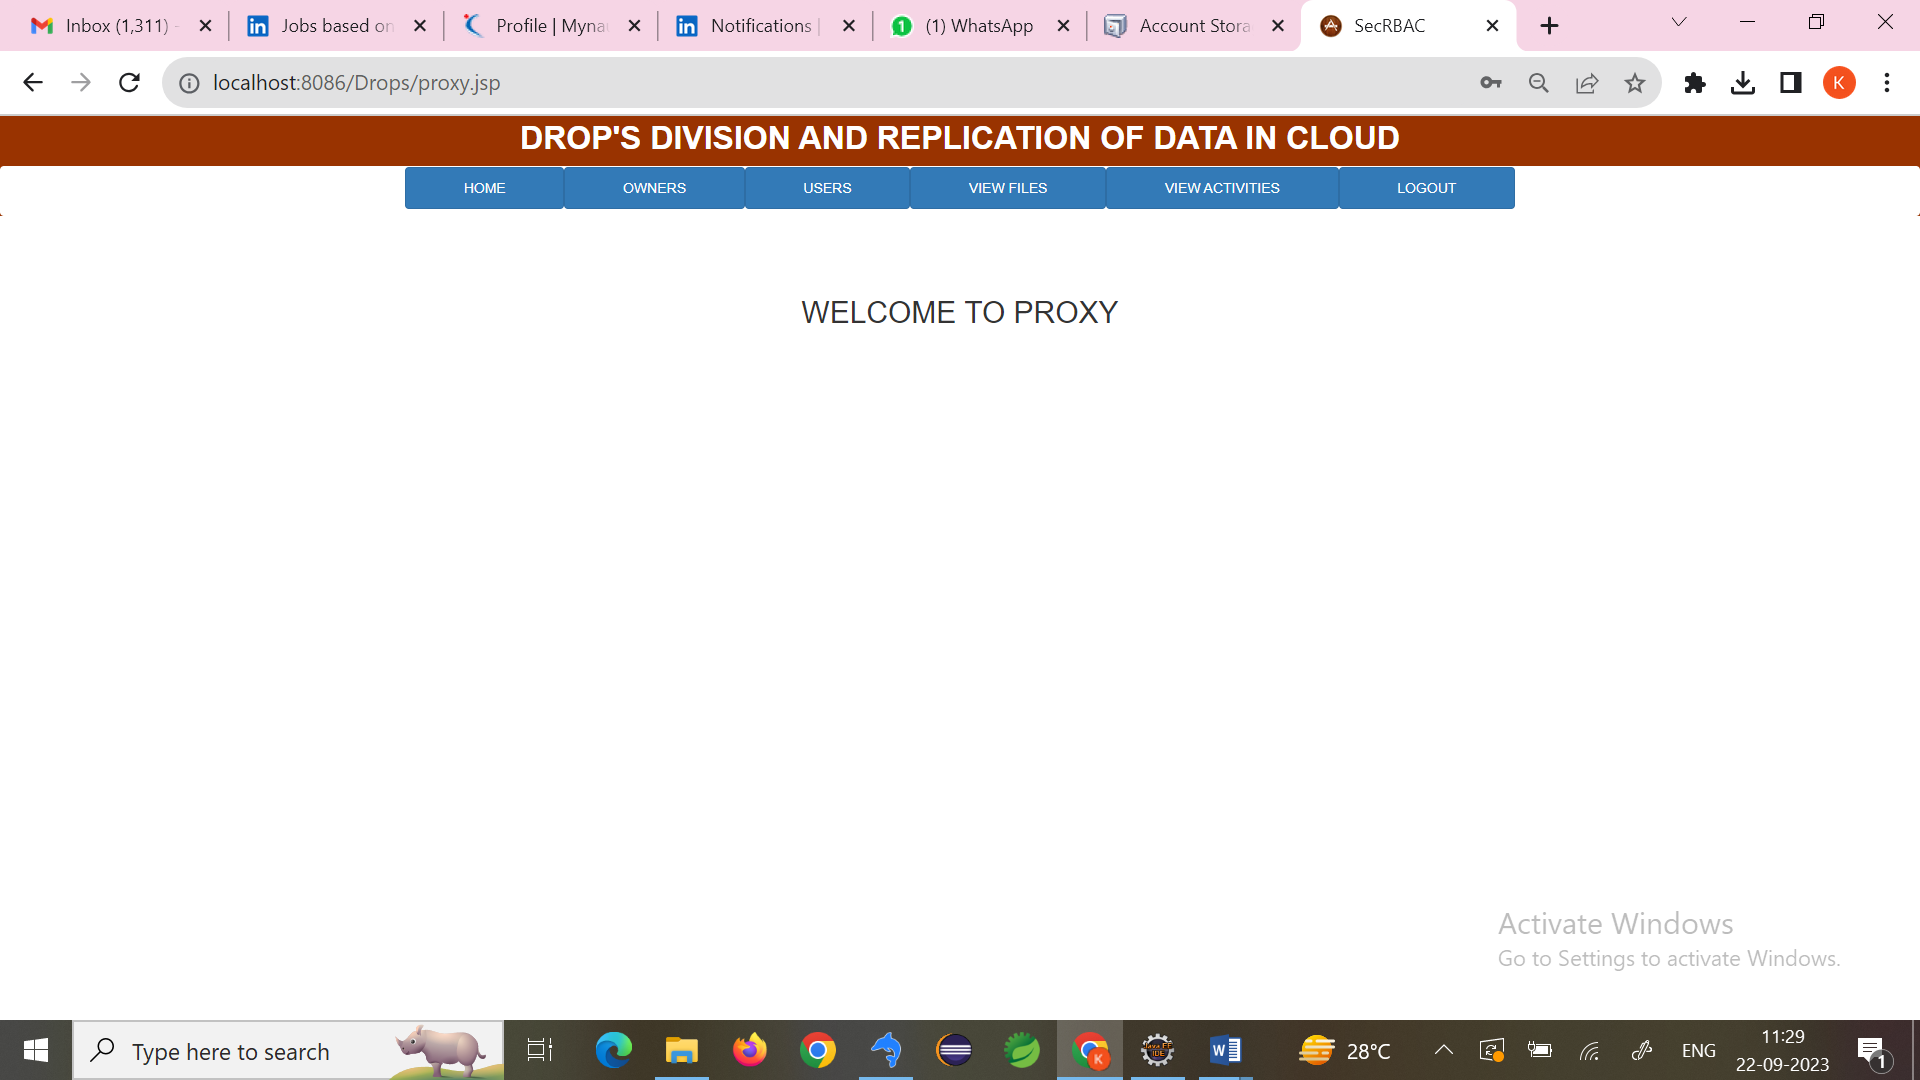 Inbox (1,311) -
Jobs based on
Profile | Mynau
Notifications |
(1) WhatsApp
Account Stora
SecRBAC
localhost:8086/Drops/proxy.jsp
K
DROP'S DIVISION AND REPLICATION OF DATA IN CLOUD
HOME
OWNERS
USERS
VIEW FILES
VIEW ACTIVITIES
LOGOUT
WELCOME TO PROXY
Activate Windows
Go to Settings to activate Windows.
Type here to search
28°C
ENG
11:29
22-09-2023
1